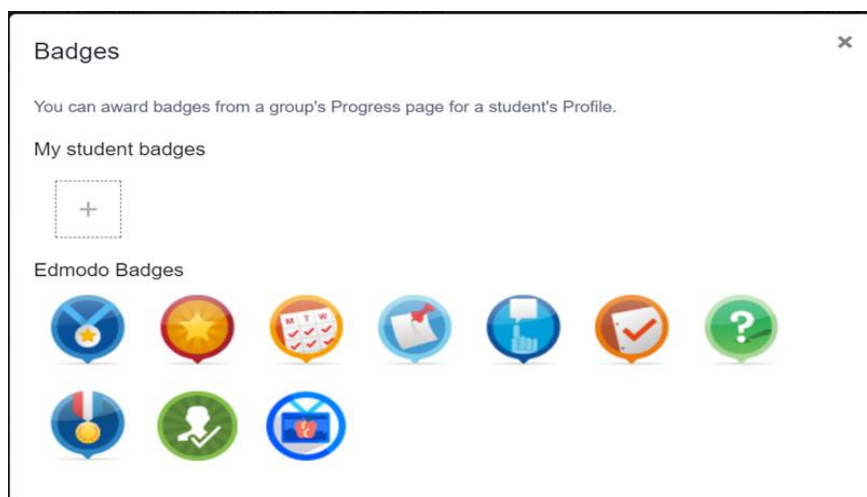 Badges
You can award badges from a group's Progress page for a student's Profile.
My student badges
+
Edmodo Badges
M T W
?